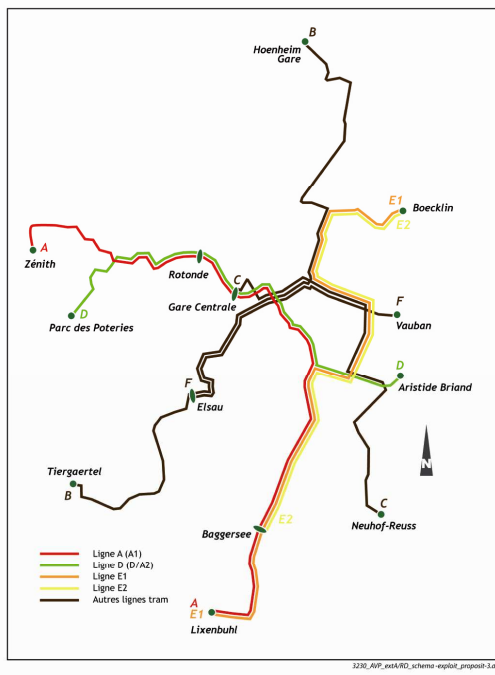 B
Hoenheim
Gare
E1
Boecklin
E2
A
Zénith
Rotonde
C
Gare Centrale
D
Parc des Poteries
F
Vauban
D
Aristide Briand
F
Elsau
Tiergaertel
B
N
C
Neuhof-Reuss
E2
Baggersee
Ligne A (A1)
Ligne D (D/A2)
Ligne E1
Ligne E2
Autres lignes tram
A
E1
Lixenbuhl
3230_AVP_extA/RD_schema-exploit_proposit-3.a